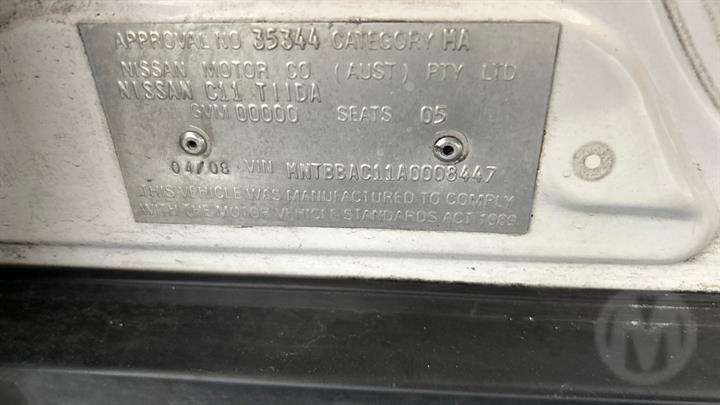 APPROVAL NO 35344 CATEGORY MA
NISSAN MOTOR CO (AUST) PTY LTD
NISSAN C11 TIIDA
GVM 00000 SEATS 05
04/08 VIN MNTBBAC11A0008447
THIS VEHICLE WAS MANUFACTURED TO COMPLY
WITH THE MOTOR VEHICLE STANDARDS ACT 1989
M